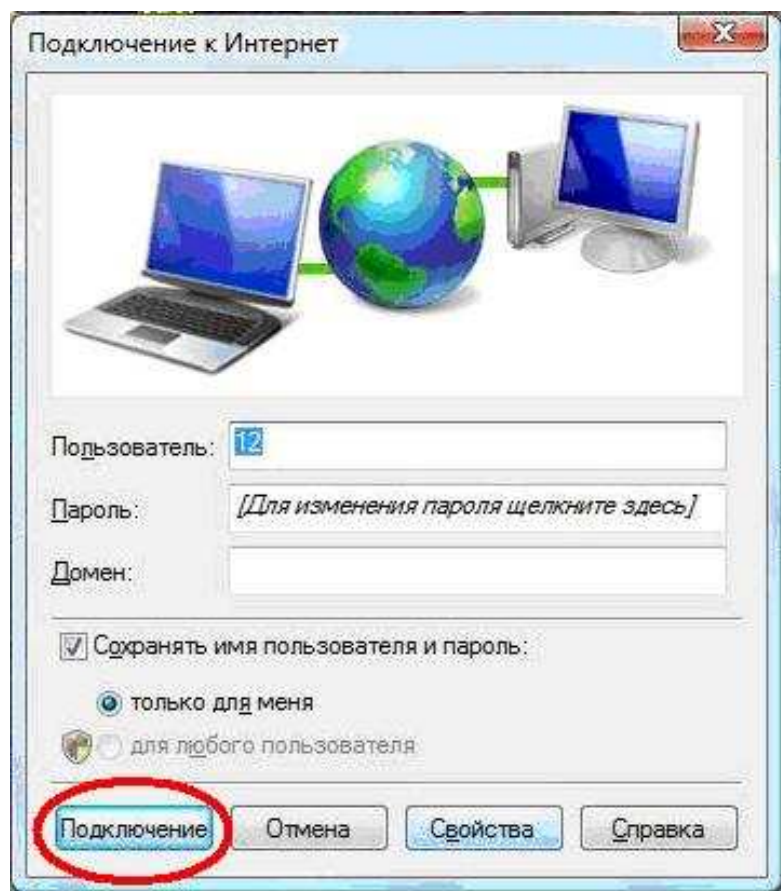 Подключение к Интернет
Пользователь: 12
Пароль: [Для изменения пароля щелкните здесь]
Домен:
Сохранять имя пользователя и пароль:
только для меня
для любого пользователя
Подключение Отмена Свойства Справка